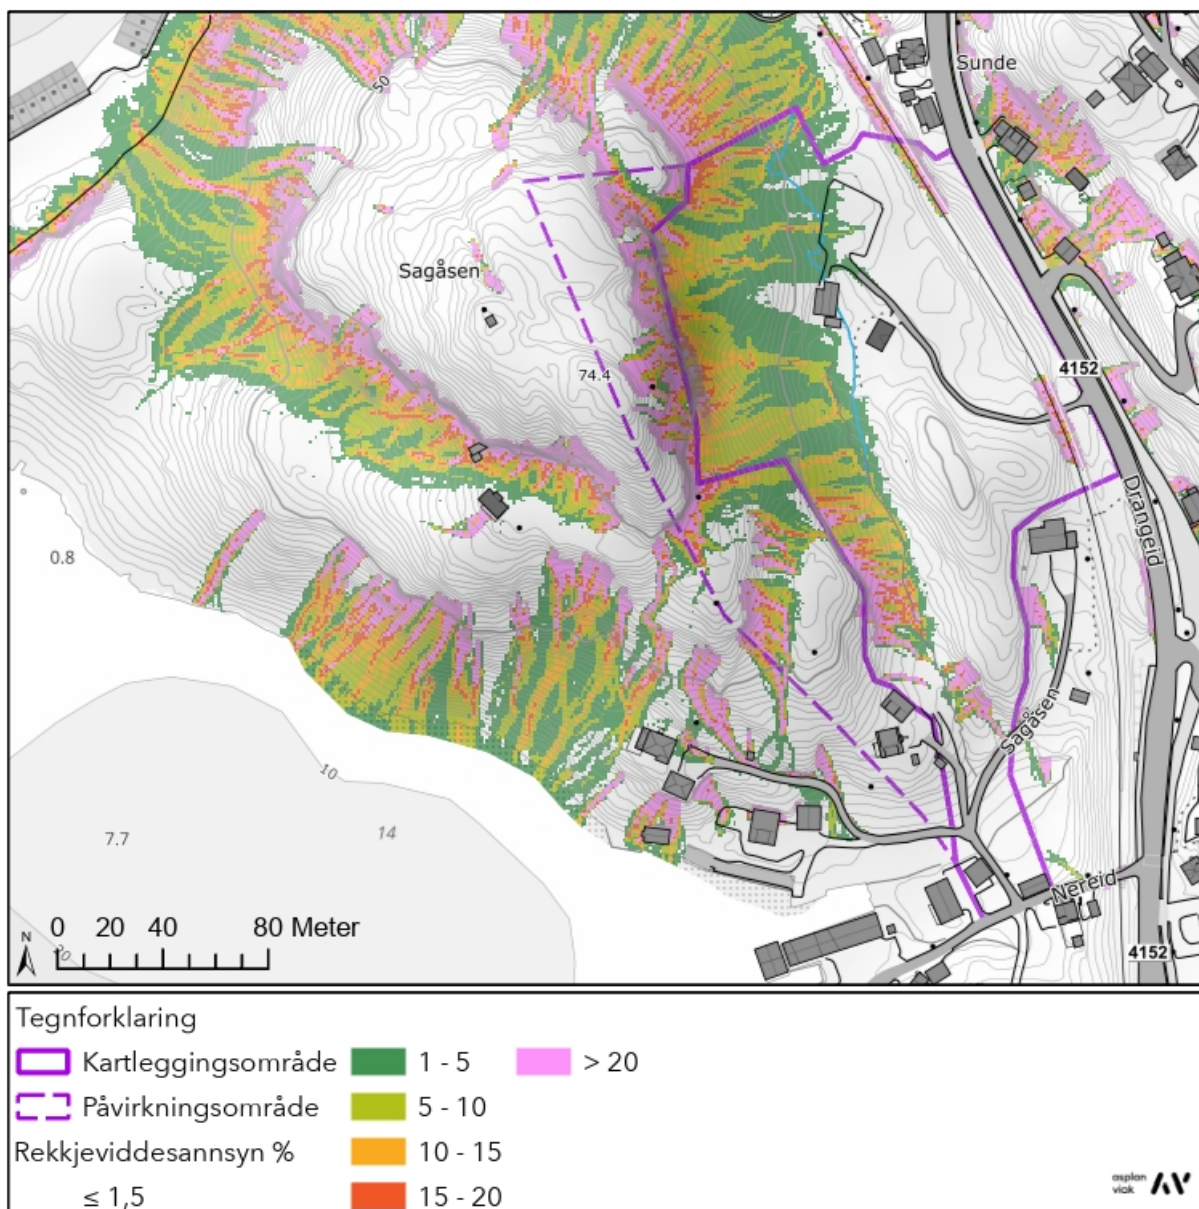 50
Sunde
Sagåsen
74.4
4152
Drangeid
0.8
Sagåsen
10
7.7
14
Nereid
4152
0 20 40 80 Meter
N
20
Tegnforklaring
Kartleggingsområde 1 - 5 > 20
Påvirkningsområde 5 - 10
Rekkjeviddesannsyn % 10 - 15
≤ 1,5 15 - 20
asplan
viak